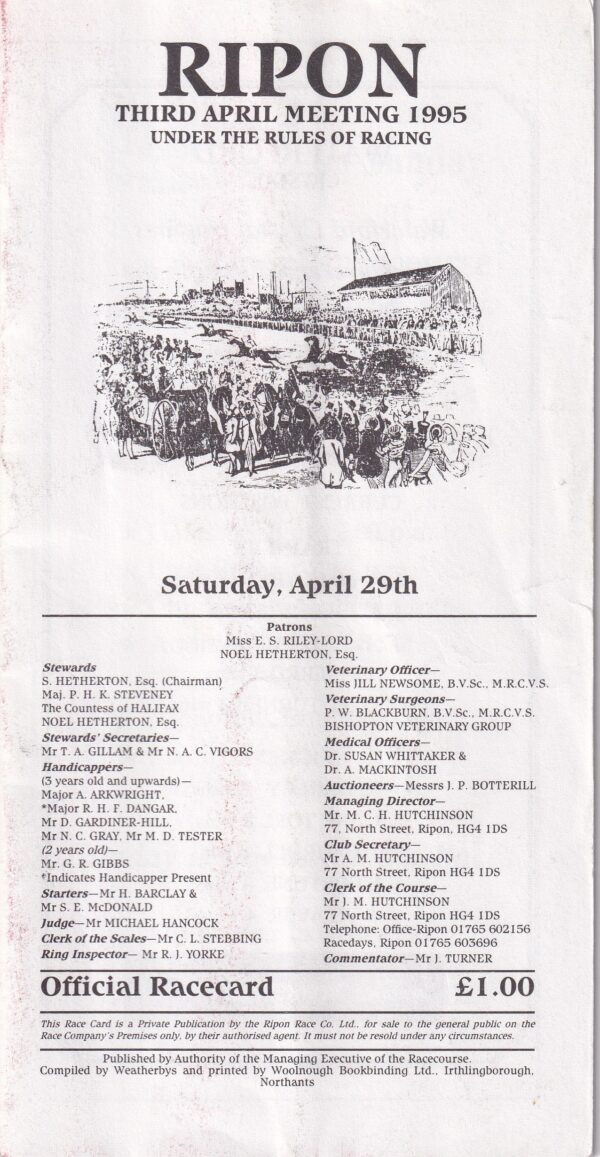 RIPON
THIRD APRIL MEETING 1995
UNDER THE RULES OF RACING
Saturday, April 29th
Patrons
Miss E. S. RILEY-LORD
NOEL HETHERTON, Esq.
Stewards
S. HETHERTON, Esq. (Chairman)
Maj. P. H. K. STEVENEY
The Countess of HALIFAX
NOEL HETHERTON, Esq.
Stewards' Secretaries—
Mr T. A. GILLAM & Mr N. A. C. VIGORS
Handicappers—
(3 years old and upwards)—
Major A. ARKWRIGHT,
*Major R. H. F. DANGAR,
Mr D. GARDINER-HILL,
Mr N. C. GRAY, Mr M. D. TESTER
(2 years old)—
Mr. G. R. GIBBS
*Indicates Handicapper Present
Starters—Mr H. BARCLAY &
Mr S. E. McDONALD
Judge—Mr MICHAEL HANCOCK
Clerk of the Scales—Mr C. L. STEBBING
Ring Inspector— Mr R. J. YORKE
Veterinary Officer—
Miss JILL NEWSOME, B.V.Sc., M.R.C.V.S.
Veterinary Surgeons—
P. W. BLACKBURN, B.V.Sc., M.R.C.V.S.
BISHOPTON VETERINARY GROUP
Medical Officers—
Dr. SUSAN WHITTAKER &
Dr. A. MACKINTOSH
Auctioneers—Messrs J. P. BOTTERILL
Managing Director—
Mr. M. C. H. HUTCHINSON
77, North Street, Ripon, HG4 1DS
Club Secretary—
Mr A. M. HUTCHINSON
77 North Street, Ripon HG4 1DS
Clerk of the Course—
Mr J. M. HUTCHINSON
77 North Street, Ripon HG4 1DS
Telephone: Office-Ripon 01765 602156
Racedays, Ripon 01765 603696
Commentator—Mr J. TURNER
Official Racecard £1.00
This Race Card is a Private Publication by the Ripon Race Co. Ltd., for sale to the general public on the
Race Company's Premises only, by their authorised agent. It must not be resold under any circumstances.
Published by Authority of the Managing Executive of the Racecourse.
Compiled by Weatherbys and printed by Woolnough Bookbinding Ltd., Irthlingborough,
Northants